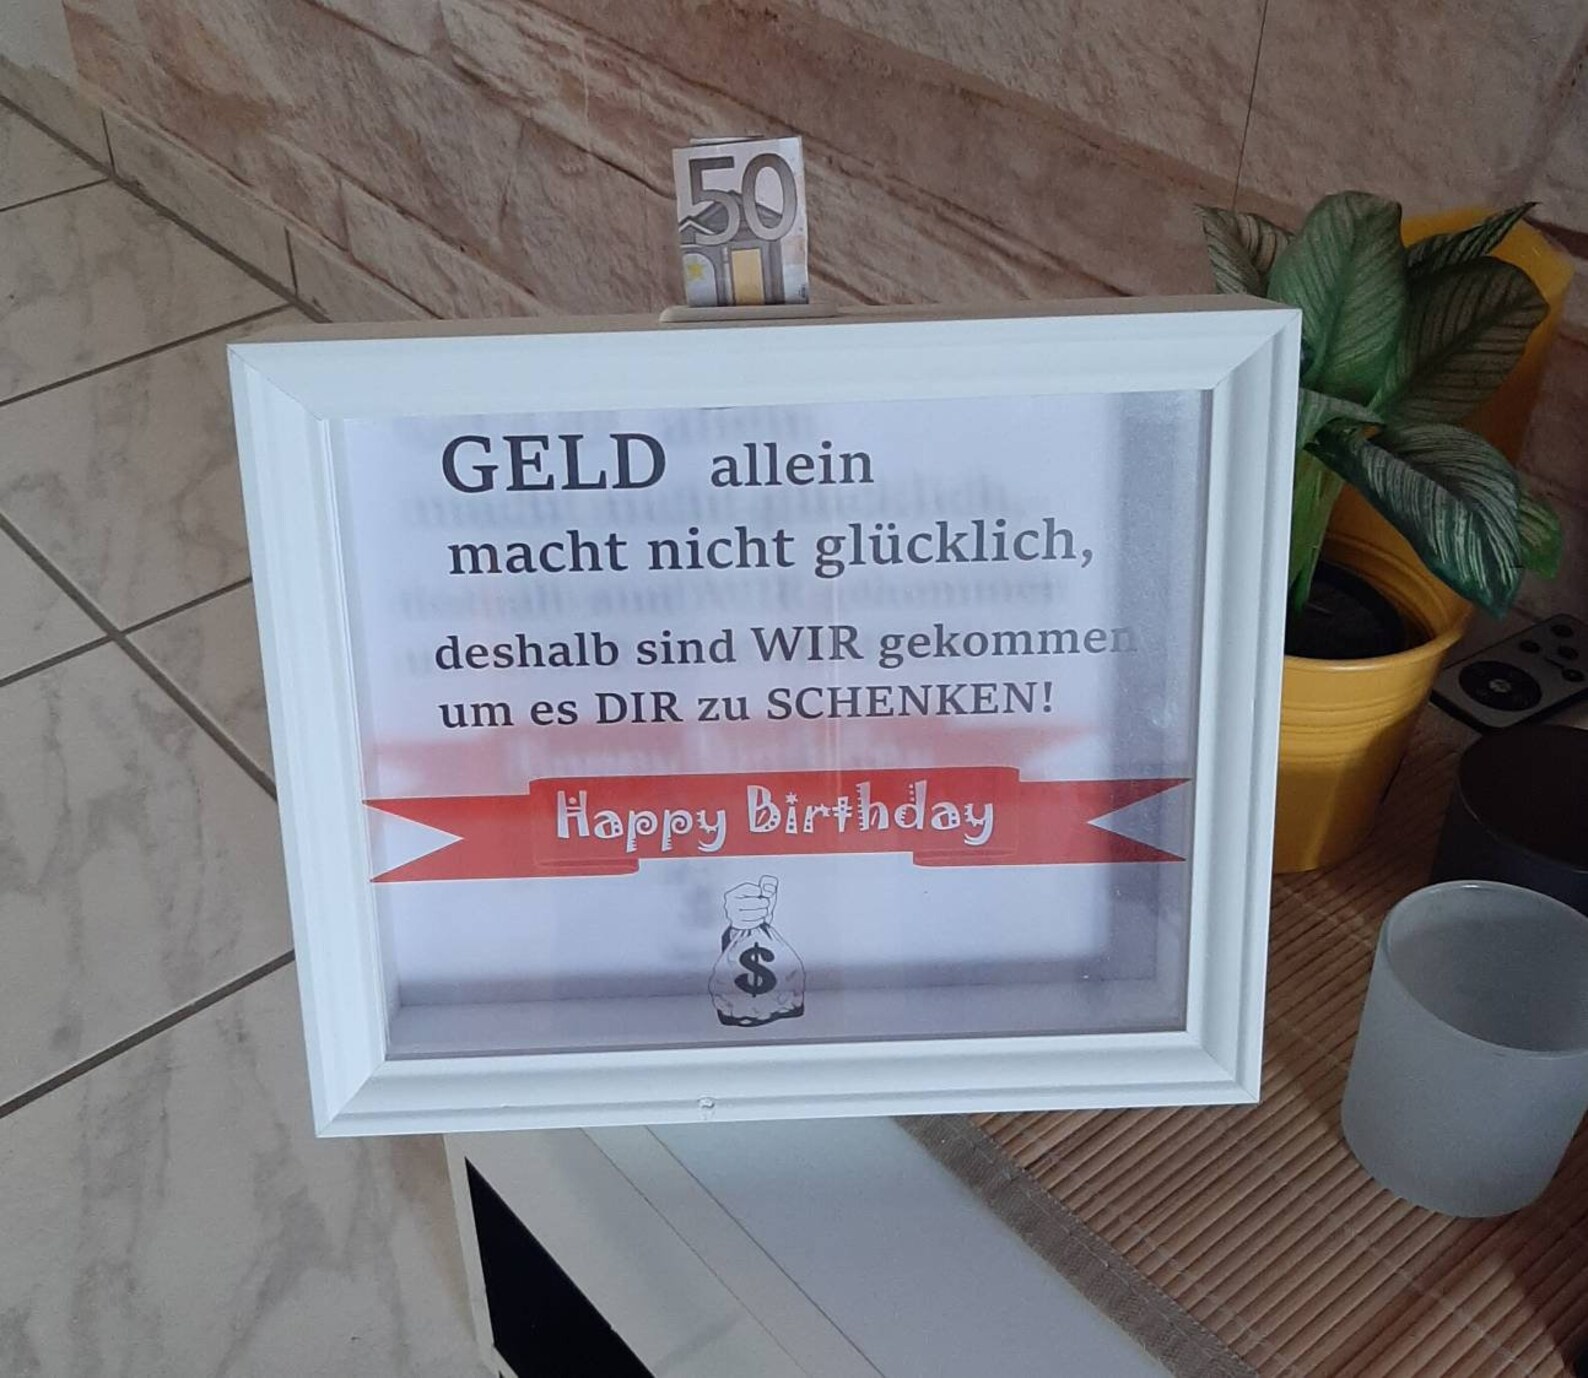 50
GELD allein
macht nicht glücklich,
deshalb sind WIR gekommen
um es DIR zu SCHENKEN!
Happy Birthday
$